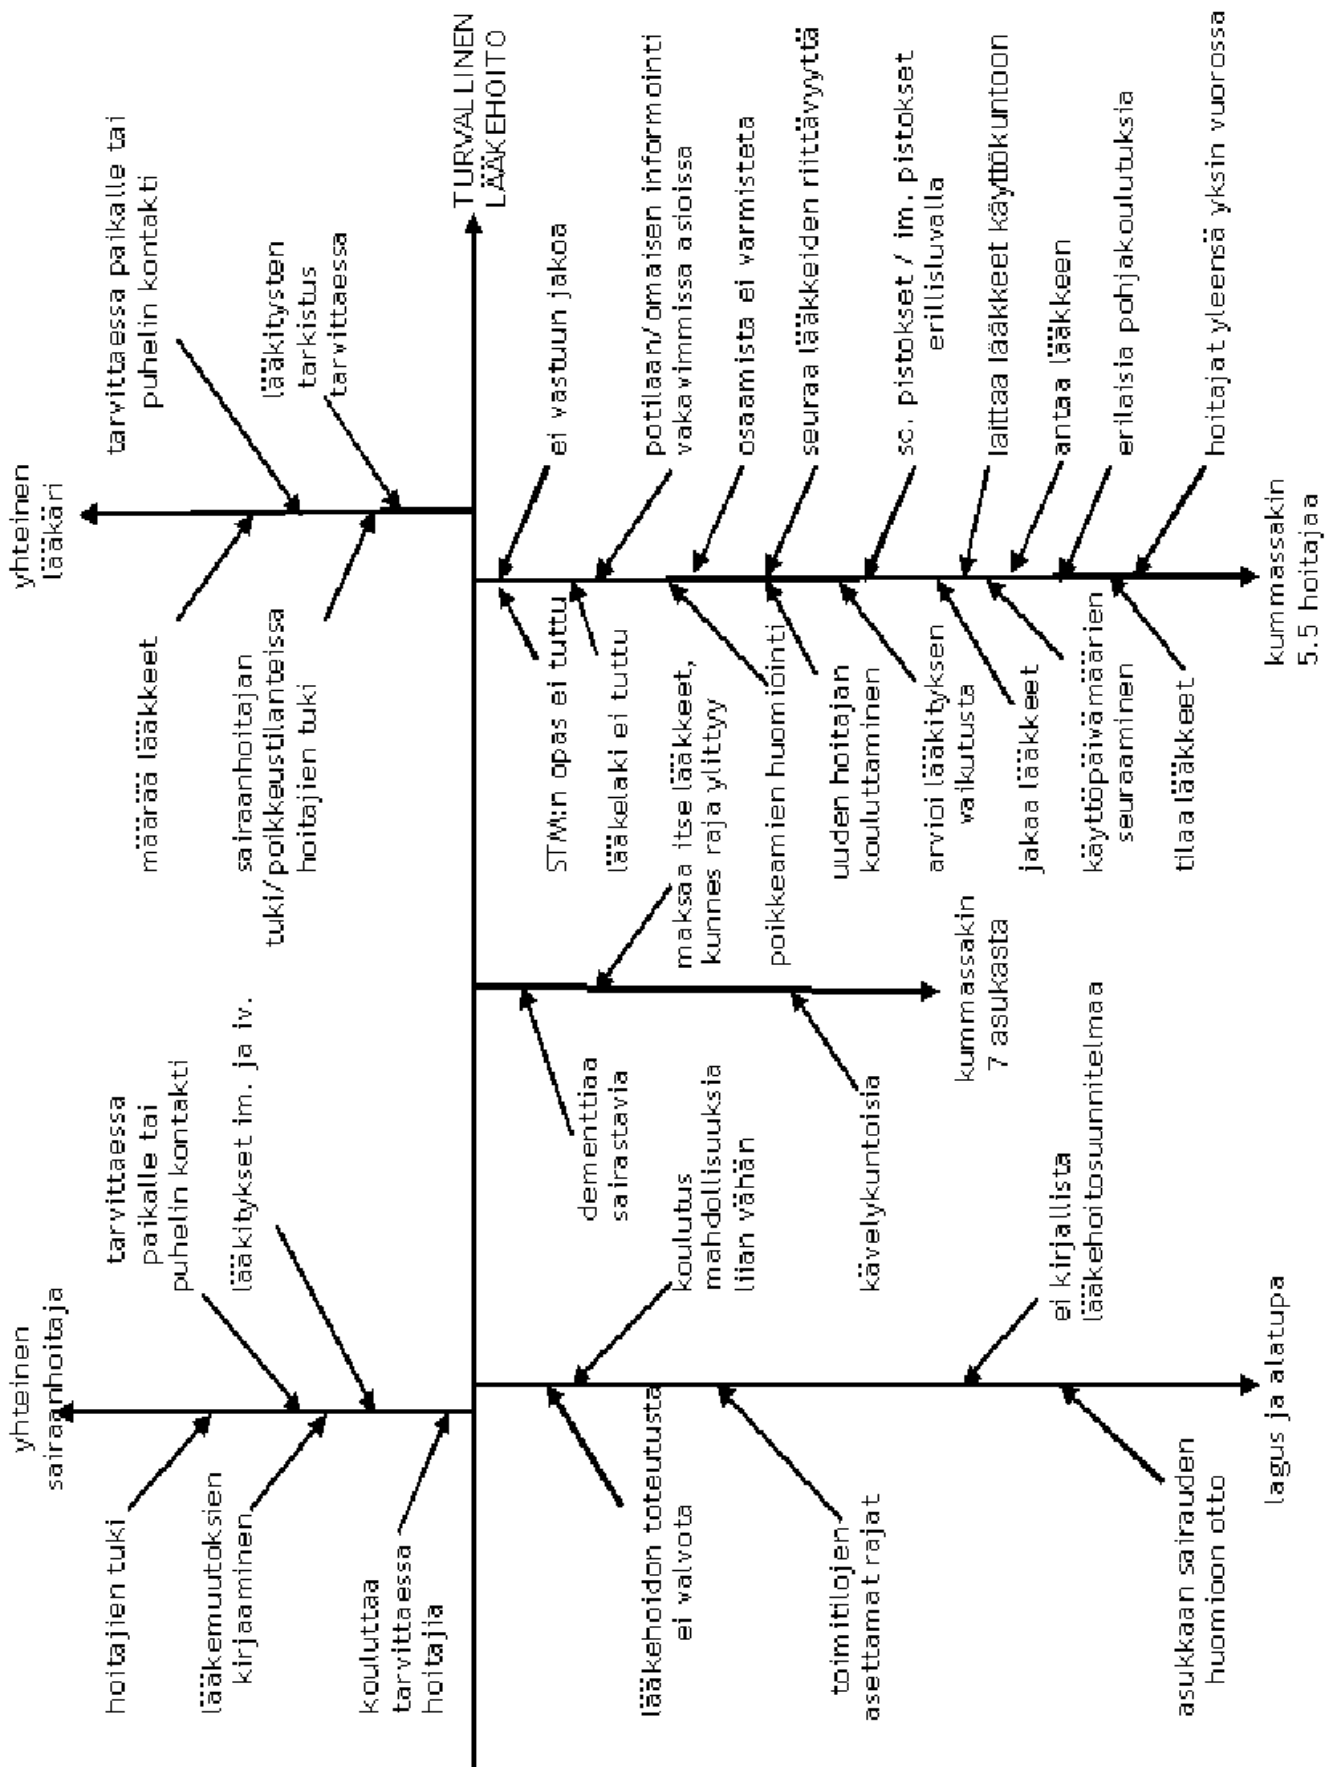 yhteinen
sairaanhoitaja
hoitajien tuki
lääkemuutoksien
kirjaaminen
kouluttaa
tarvittaessa
hoitajia
tarvittaessa
paikalle tai
puhelin kontakti
lääkitykset im. ja iv.
yhteinen
lääkäri
määrää lääkkeet
sairaanhoitajan
tuki/poikkeustilanteissa
hoitajien tuki
tarvittaessa paikalle tai
puhelin kontakti
lääkitysten
tarkistus
tarvittaessa
TURVALLINEN
LÄÄKEHOITO
lääkehoidon toteutusta
ei valvota
toimitilojen
asettamat rajat
asukkaan sairauden
huomioon otto
koulutus
mahdollisuuksia
liian vähän
ei kirjallista
lääkehoitosuunnitelmaa
lagus ja alatupa
dementtiaa
sairastavia
kävelykuntoisia
maksaa itse lääkkeet,
kunnes raja ylittyy
kummassakin
7 asukasta
STM:n opas ei tuttu
lääkelaki ei tuttu
poikkeamien huomiointi
uuden hoitajan
kouluttaminen
arvioi lääkityksen
vaikutusta
jakaa lääkkeet
käyttöpäivämäärien
seuraaminen
tilaa lääkkeet
ei vastuun jakoa
potilaan/omaisen informointi
vakavimmissa asioissa
osaamista ei varmisteta
seuraa lääkkeiden riittävyyttä
sc. pistokset / im. pistokset
erillisluvalla
laittaa lääkkeet käyttökuntoon
antaa lääkkeen
erilaisia pohjakoulutuksia
hoitajat yleensä yksin vuorossa
kummassakin
5.5 hoitajaa